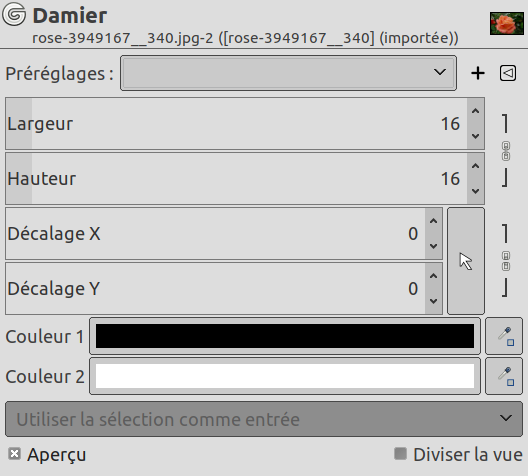 Damier
rose-3949167__340.jpg-2 ([rose-3949167__340] (importée))
Préréglages :
Largeur 16
Hauteur 16
Décalage X 0
Décalage Y 0
Couleur 1
Couleur 2
Utiliser la sélection comme entrée
Aperçu Diviser la vue